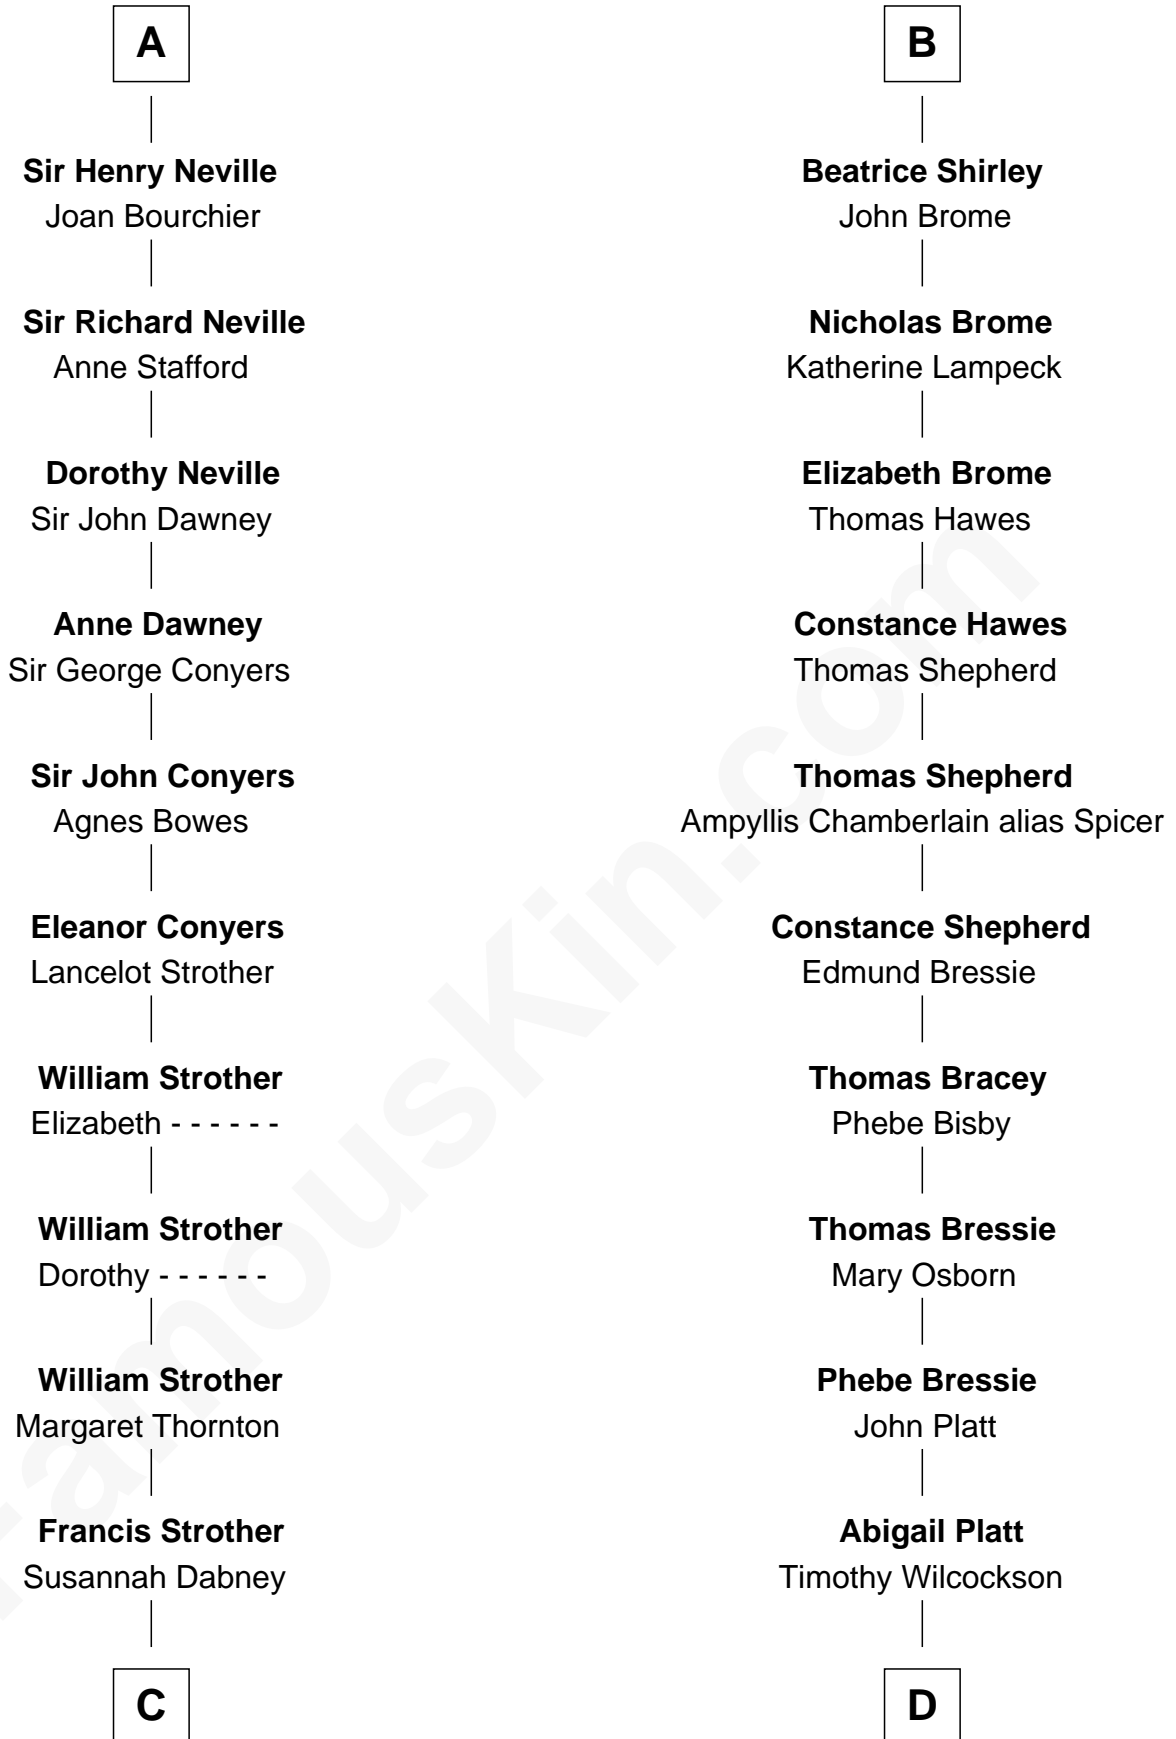 A
Sir Henry Neville
Joan Bourchier
Sir Richard Neville
Anne Stafford
Dorothy Neville
Sir John Dawney
Anne Dawney
Sir George Conyers
Sir John Conyers
Agnes Bowes
Eleanor Conyers
Lancelot Strother
William Strother
Elizabeth - - - - - -
William Strother
Dorothy - - - - - -
William Strother
Margaret Thornton
Francis Strother
Susannah Dabney
C
B
Beatrice Shirley
John Brome
Nicholas Brome
Katherine Lampeck
Elizabeth Brome
Thomas Hawes
Constance Hawes
Thomas Shepherd
Thomas Shepherd
Ampyllis Chamberlain alias Spicer
Constance Shepherd
Edmund Bressie
Thomas Bracey
Phebe Bisby
Thomas Bressie
Mary Osborn
Phebe Bressie
John Platt
Abigail Platt
Timothy Wilcockson
D
FamousKin.com